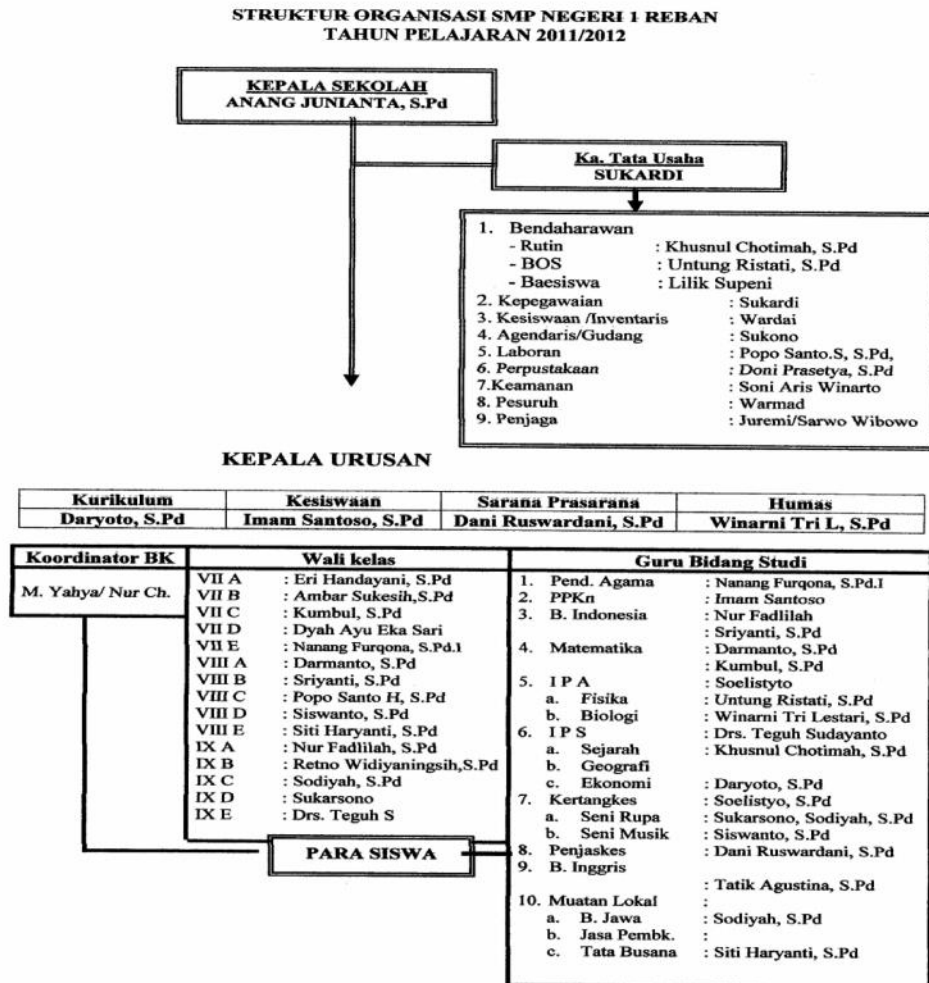 STRUKTUR ORGANISASI SMP NEGERI 1 REBAN
TAHUN PELAJARAN 2011/2012
KEPALA SEKOLAH
ANANG JUNIANTA, S.Pd
Ka. Tata Usaha
SUKARDI
1. Bendaharawan
- Rutin : Khusnul Chotimah, S.Pd
- BOS : Untung Ristati, S.Pd
- Baesiswa : Lilik Supeni
2. Kepegawaian : Sukardi
3. Kesiswaan /Inventaris : Wardai
4. Agendaris/Gudang : Sukono
5. Laboran : Popo Santo.S, S.Pd,
6. Perpustakaan : Doni Prasetya, S.Pd
7.Keamanan : Soni Aris Winarto
8. Pesuruh : Warmad
9. Penjaga : Juremi/Sarwo Wibowo
KEPALA URUSAN
Kurikulum Kesiswaan Sarana Prasarana Humas
Daryoto, S.Pd Imam Santoso, S.Pd Dani Ruswardani, S.Pd Winarni Tri L, S.Pd
Koordinator BK
M. Yahya/ Nur Ch.
Wali kelas
VII A : Eri Handayani, S.Pd
VII B : Ambar Sukesih,S.Pd
VII C : Kumbul, S.Pd
VII D : Dyah Ayu Eka Sari
VII E : Nanang Furqona, S.Pd.I
VIII A : Darmanto, S.Pd
VIII B : Sriyanti, S.Pd
VIII C : Popo Santo H, S.Pd
VIII D : Siswanto, S.Pd
VIII E : Siti Haryanti, S.Pd
IX A : Nur Fadlilah, S.Pd
IX B : Retno Widiyaningsih,S.Pd
IX C : Sodiyah, S.Pd
IX D : Sukarsono
IX E : Drs. Teguh S
Guru Bidang Studi
1. Pend. Agama : Nanang Furqona, S.Pd.I
2. PPKn : Imam Santoso
3. B. Indonesia : Nur Fadlilah
: Sriyanti, S.Pd
4. Matematika : Darmanto, S.Pd
: Kumbul, S.Pd
5. I P A : Soelistyto
a. Fisika : Untung Ristati, S.Pd
b. Biologi : Winarni Tri Lestari, S.Pd
6. I P S : Drs. Teguh Sudayanto
a. Sejarah : Khusnul Chotimah, S.Pd
b. Geografi
c. Ekonomi : Daryoto, S.Pd
7. Kertangkes : Soelistyo, S.Pd
a. Seni Rupa : Sukarsono, Sodiyah, S.Pd
b. Seni Musik : Siswanto, S.Pd
8. Penjaskes : Dani Ruswardani, S.Pd
9. B. Inggris
: Tatik Agustina, S.Pd
10. Muatan Lokal :
a. B. Jawa : Sodiyah, S.Pd
b. Jasa Pembk. :
c. Tata Busana : Siti Haryanti, S.Pd
PARA SISWA